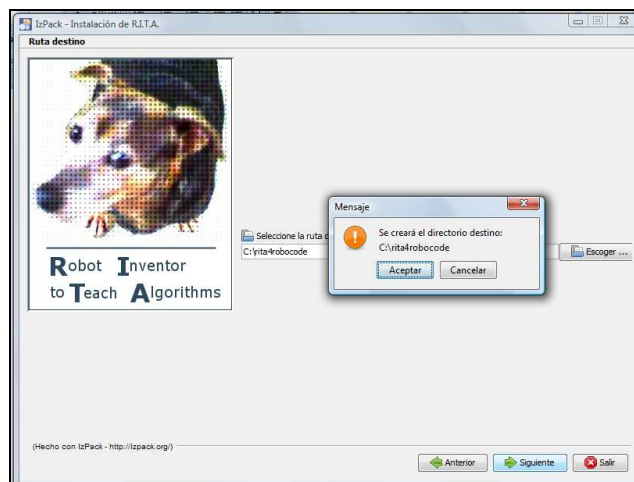 IzPack - Instalación de R.I.T.A.
Ruta destino
Robot Inventor
to Teach Algorithms
Seleccione la ruta
C:\rita4robocode
Escoger ...
Mensaje
Se creará el directorio destino:
C:\rita4robocode
Aceptar
Cancelar
(Hecho con IzPack - http://izpack.org/)
Anterior
Siguiente
Salir